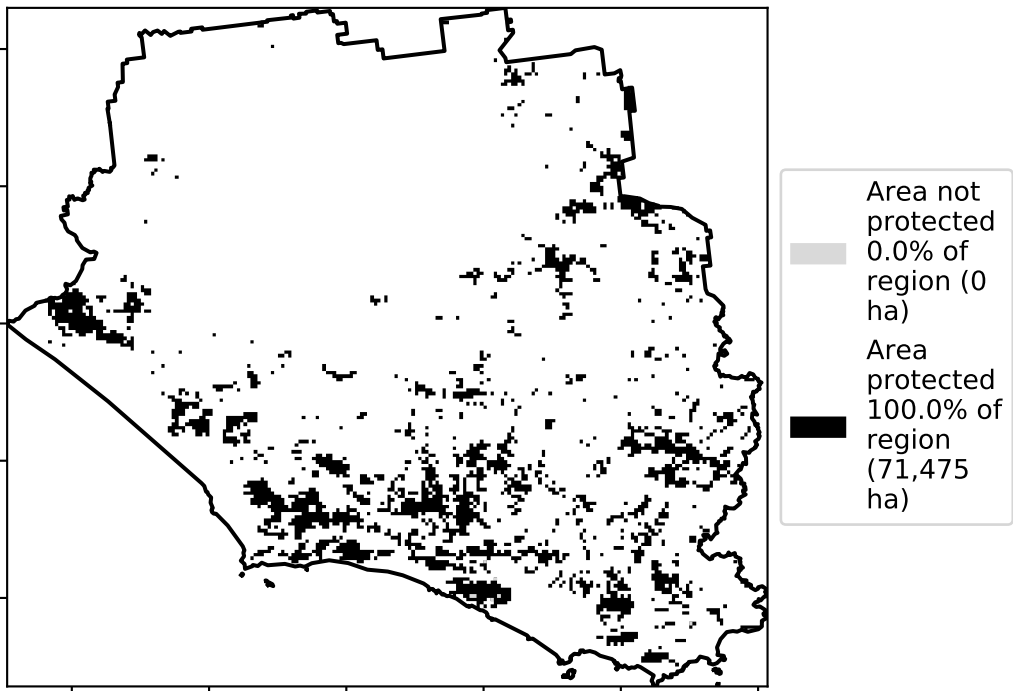 Area not
protected
0.0% of
region (0
ha)
Area
protected
100.0% of
region
(71,475
ha)